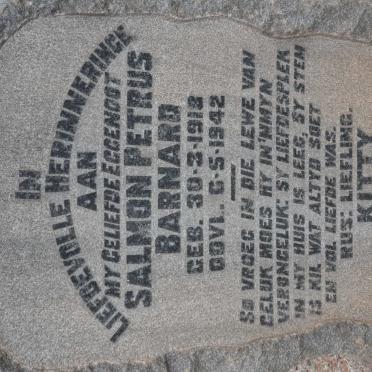 IN
LIEFDEVOLLE HERINNERINGE
AAN
MY GELIEFDE EGGENOOT
SALMON PETRUS
BARNARD
GEB. 30-3-1918
OORL. 6-5-1942
SO VROEG IN DIE LEWE VAN
GELUK MOES HY IN 'N MYN
VERONGELUK: SY LIEFDESPLEK
IN MY HUIS IS LEEG, SY STEM
IS KIL WAT ALTYD SOET
EN VOL LIEFDE WAS.
RUS: LIEFLING.
KITTY